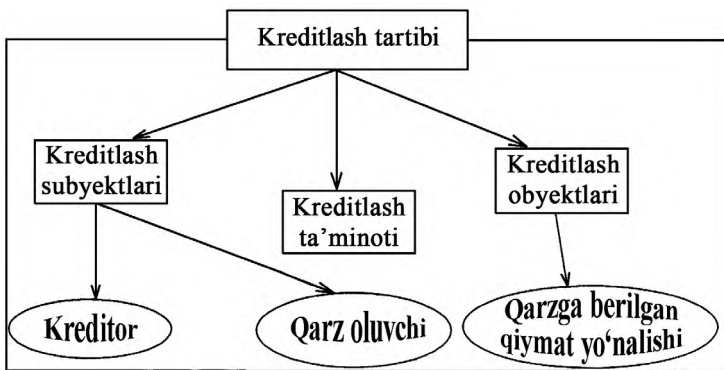 Kreditlash tartibi
Kreditlash
subyektlari
Kreditlash
ta’minoti
Kreditlash
obyektlari
Kreditor
Qarz oluvchi
Qarzga berilgan
qiymat yo‘nalishi